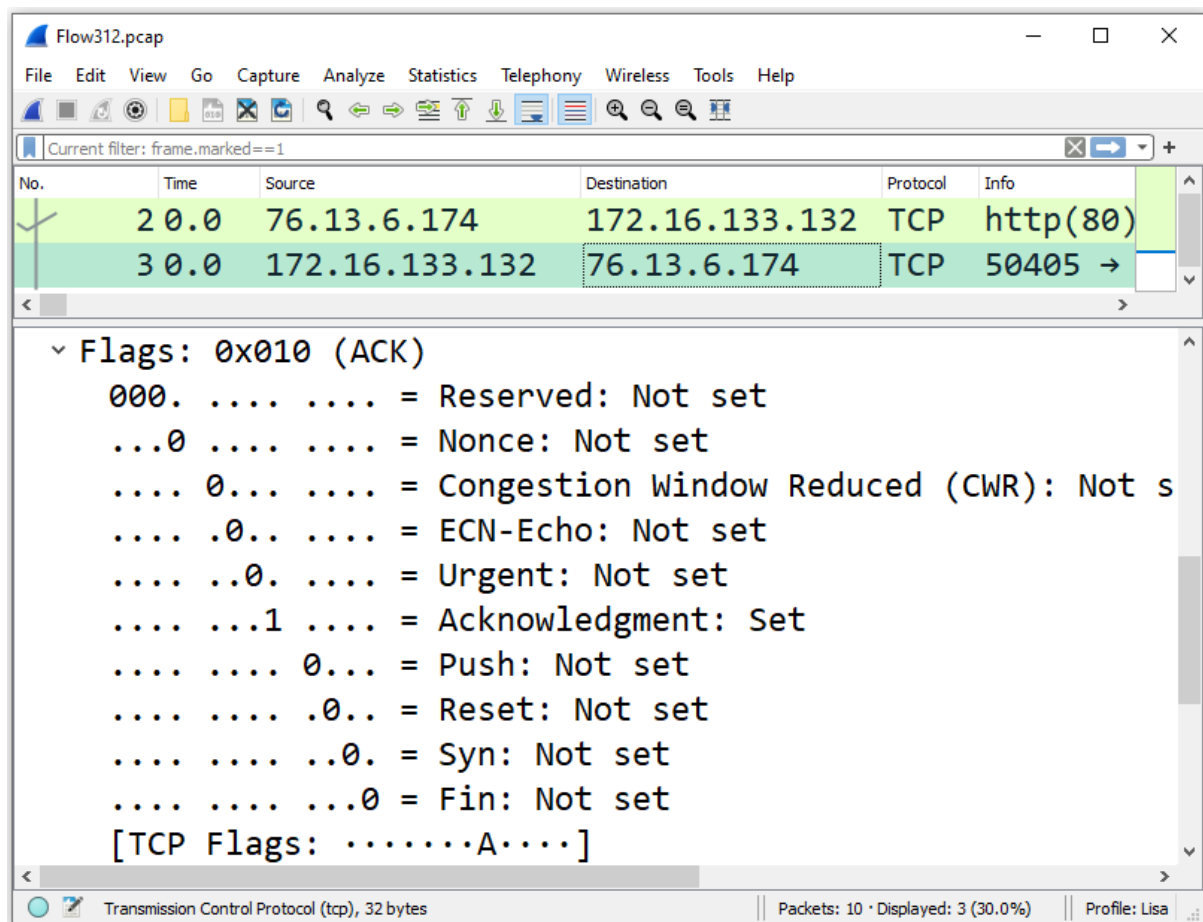 Flow312.pcap
File Edit View Go Capture Analyze Statistics Telephony Wireless Tools Help
Current filter: frame.marked==1
No. Time Source Destination Protocol Info
2 0.0 76.13.6.174 172.16.133.132 TCP http(80)
3 0.0 172.16.133.132 76.13.6.174 TCP 50405 →
Flags: 0x010 (ACK)
000. .... .... = Reserved: Not set
...0 .... .... = Nonce: Not set
.... 0... .... = Congestion Window Reduced (CWR): Not s
.... .0.. .... = ECN-Echo: Not set
.... ..0. .... = Urgent: Not set
.... ...1 .... = Acknowledgment: Set
.... .... 0... = Push: Not set
.... .... .0.. = Reset: Not set
.... .... ..0. = Syn: Not set
.... .... ...0 = Fin: Not set
[TCP Flags: ·······A····]
Transmission Control Protocol (tcp), 32 bytes Packets: 10 · Displayed: 3 (30.0%) Profile: Lisa